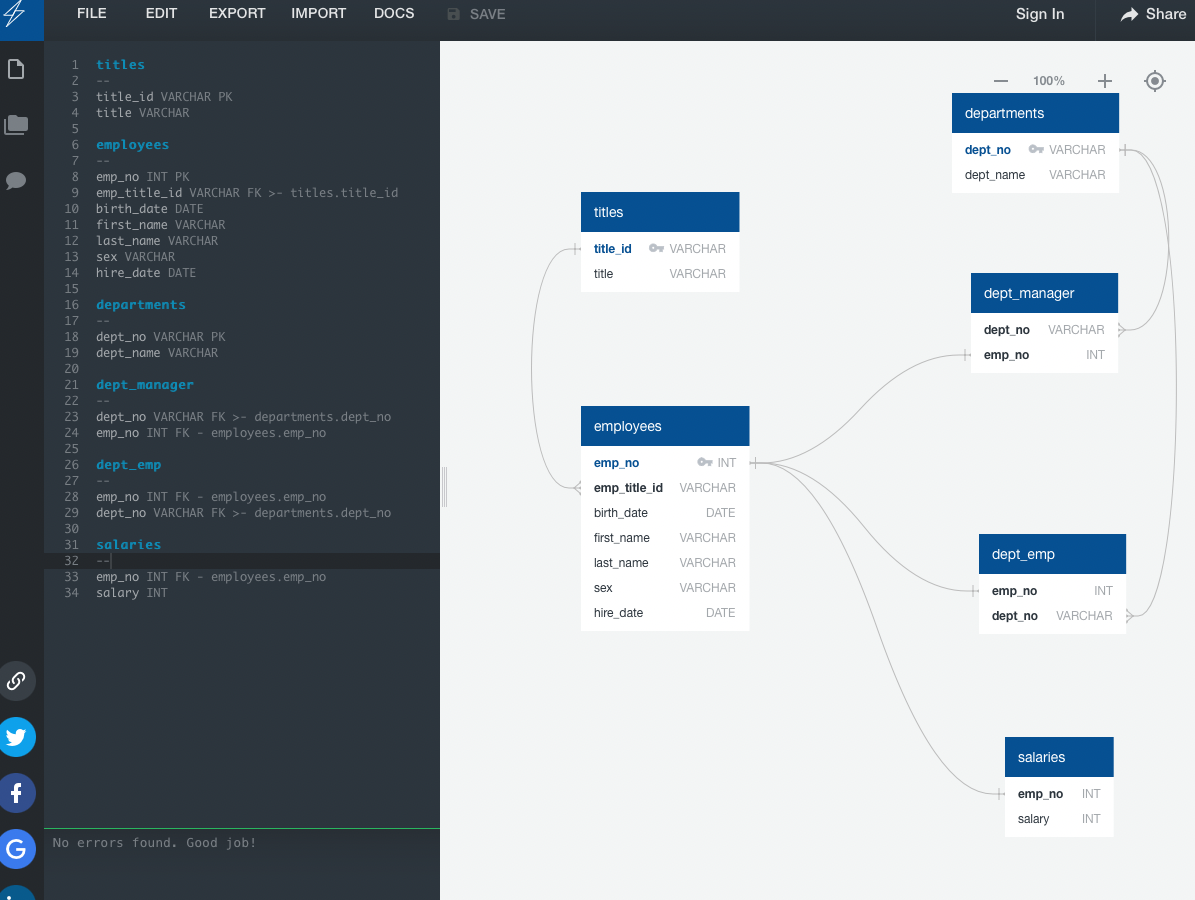 FILE EDIT EXPORT IMPORT DOCS SAVE Sign In Share
1 titles
2 --
3 title_id VARCHAR PK
4 title VARCHAR
5
6 employees
7 --
8 emp_no INT PK
9 emp_title_id VARCHAR FK >- titles.title_id
10 birth_date DATE
11 first_name VARCHAR
12 last_name VARCHAR
13 sex VARCHAR
14 hire_date DATE
15
16 departments
17 --
18 dept_no VARCHAR PK
19 dept_name VARCHAR
20
21 dept_manager
22 --
23 dept_no VARCHAR FK >- departments.dept_no
24 emp_no INT FK - employees.emp_no
25
26 dept_emp
27 --
28 emp_no INT FK - employees.emp_no
29 dept_no VARCHAR FK >- departments.dept_no
30
31 salaries
32 --
33 emp_no INT FK - employees.emp_no
34 salary INT
No errors found. Good job!
100%
departments
dept_no VARCHAR
dept_name VARCHAR
titles
title_id VARCHAR
title VARCHAR
dept_manager
dept_no VARCHAR
emp_no INT
employees
emp_no INT
emp_title_id VARCHAR
birth_date DATE
first_name VARCHAR
last_name VARCHAR
sex VARCHAR
hire_date DATE
dept_emp
emp_no INT
dept_no VARCHAR
salaries
emp_no INT
salary INT